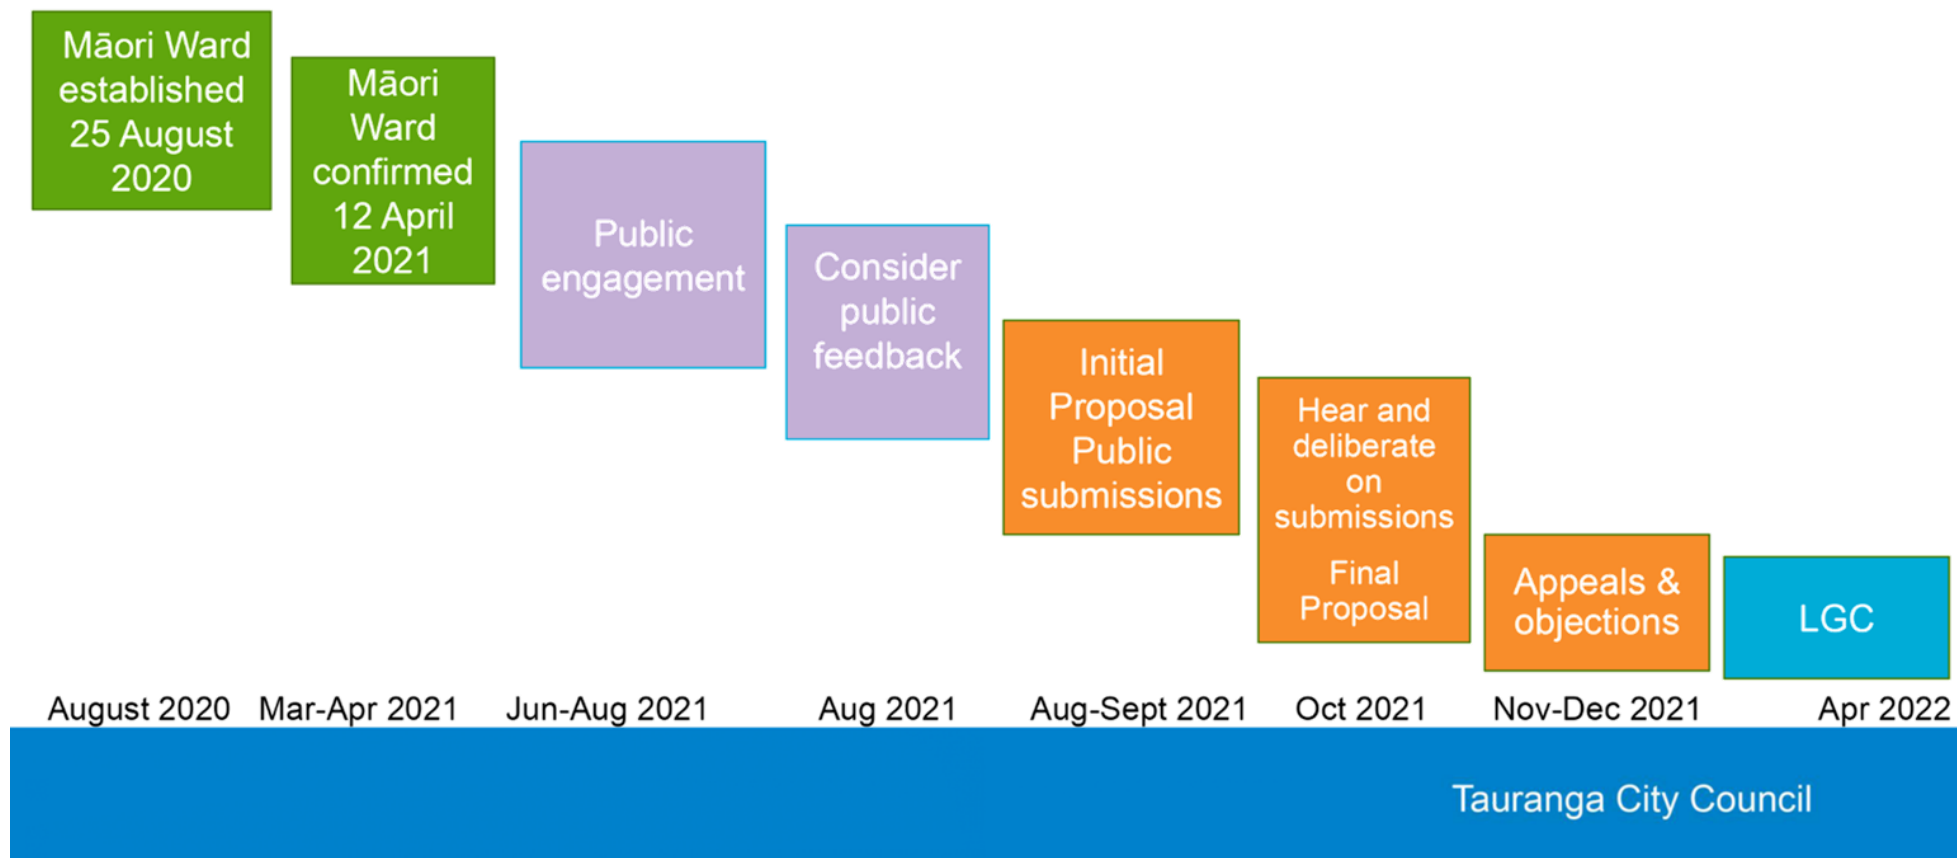 Māori Ward
established
25 August
2020
Māori
Ward
confirmed
12 April
2021
Public
engagement
Consider
public
feedback
Initial
Proposal
Public
submissions
Hear and
deliberate
on
submissions
Final
Proposal
Appeals &
objections
LGC
August 2020
Mar-Apr 2021
Jun-Aug 2021
Aug 2021
Aug-Sept 2021
Oct 2021
Nov-Dec 2021
Apr 2022
Tauranga City Council